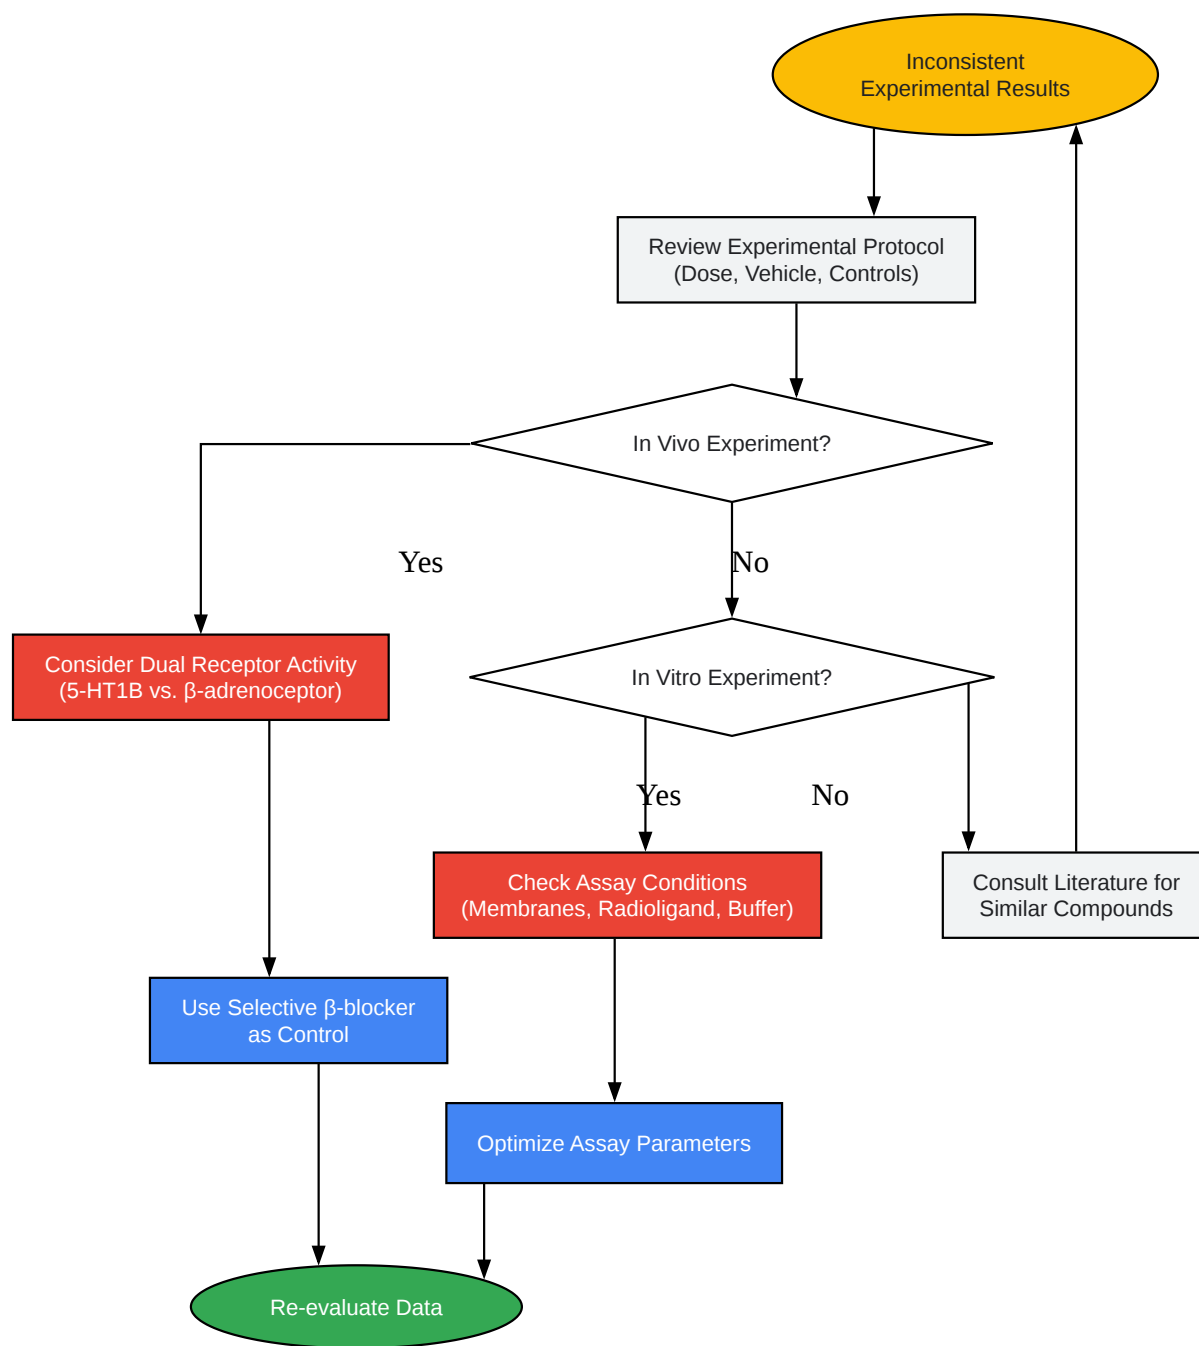 Inconsistent
Experimental Results
Review Experimental Protocol
(Dose, Vehicle, Controls)
In Vivo Experiment?
Yes
No
Consider Dual Receptor Activity
(5-HT1B vs. β-adrenoceptor)
In Vitro Experiment?
Yes
No
Check Assay Conditions
(Membranes, Radioligand, Buffer)
Consult Literature for
Similar Compounds
Use Selective β-blocker
as Control
Optimize Assay Parameters
Re-evaluate Data